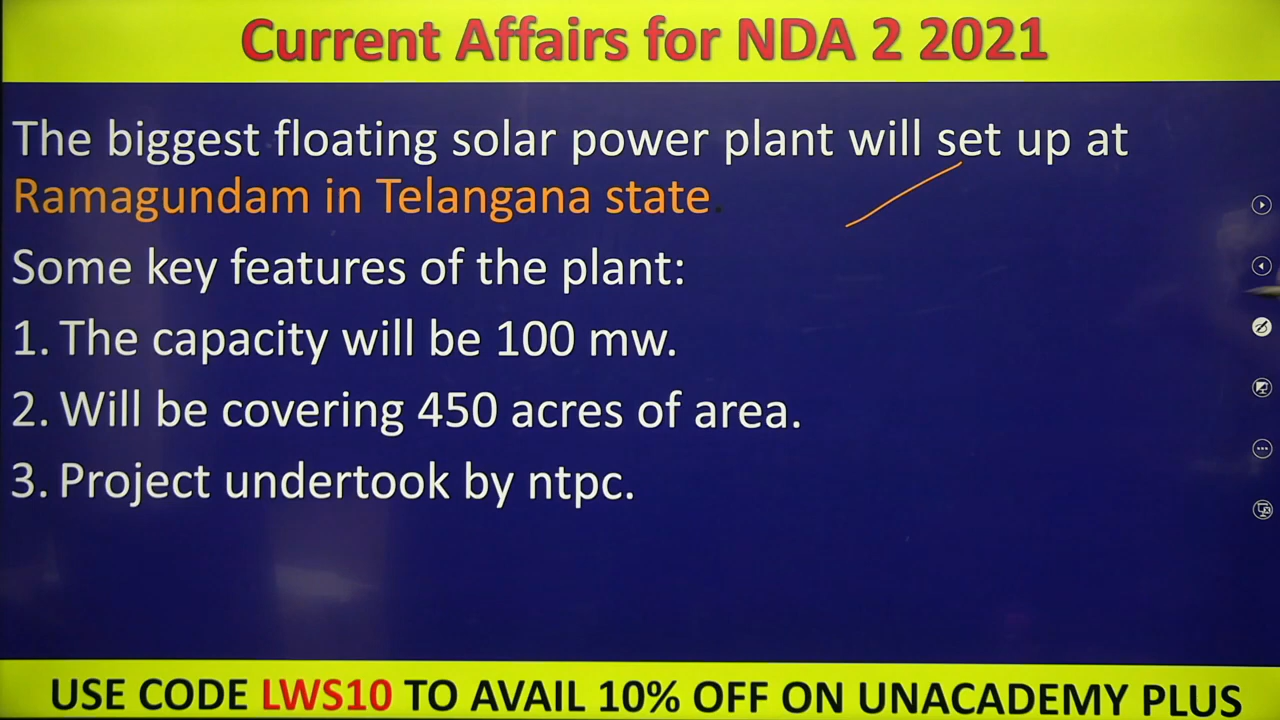 Current Affairs for NDA 2 2021
The biggest floating solar power plant will set up at
Ramagundam in Telangana state.
Some key features of the plant:
1. The capacity will be 100 mw.
2. Will be covering 450 acres of area.
3. Project undertook by ntpc.
USE CODE LWS10 TO AVAIL 10% OFF ON UNACADEMY PLUS